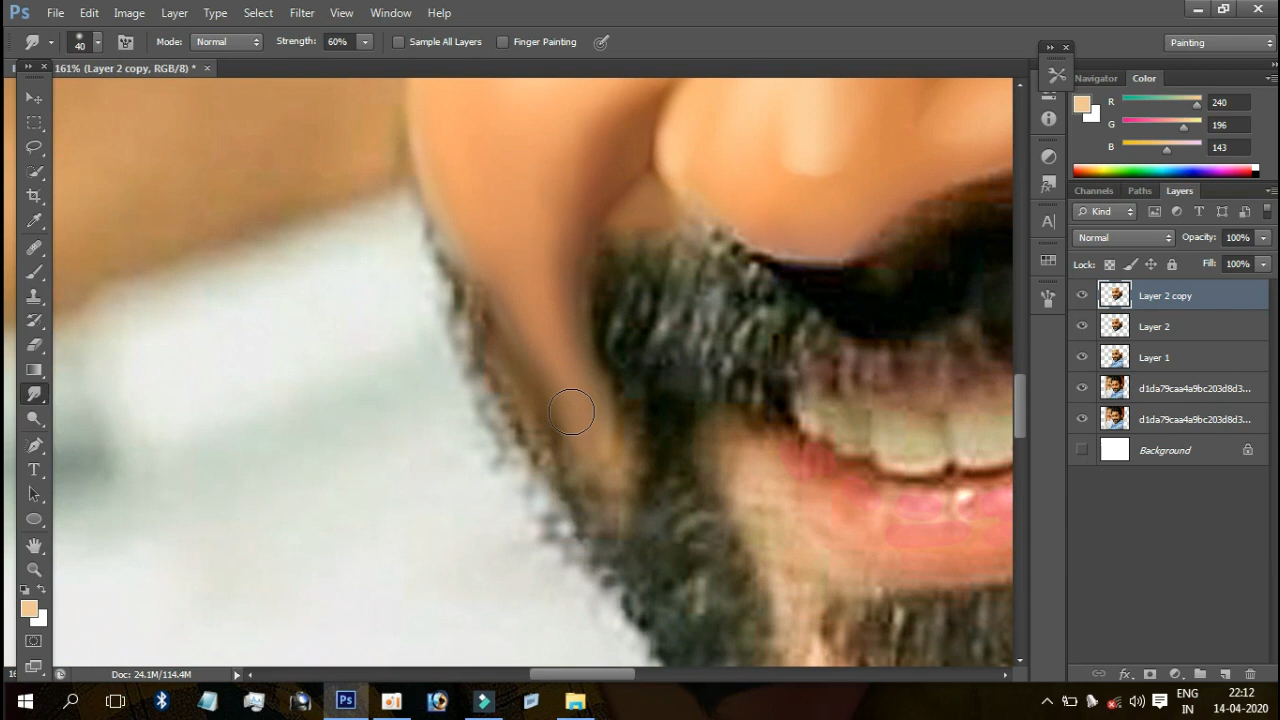 Ps File Edit Image Layer Type Select Filter View Window Help
40 Mode: Normal Strength: 60% Sample All Layers Finger Painting Painting
161% (Layer 2 copy, RGB/8) * ×
Navigator Color
R 240
G 196
B 143
Channels Paths Layers
Kind
Normal Opacity: 100%
Lock: Fill: 100%
Layer 2 copy
Layer 2
Layer 1
d1da79caa4a9bc203d8d3...
d1da79caa4a9bc203d8d3...
Background
Doc: 24.1M/114.4M
Ps
ENG 22:12
IN 14-04-2020